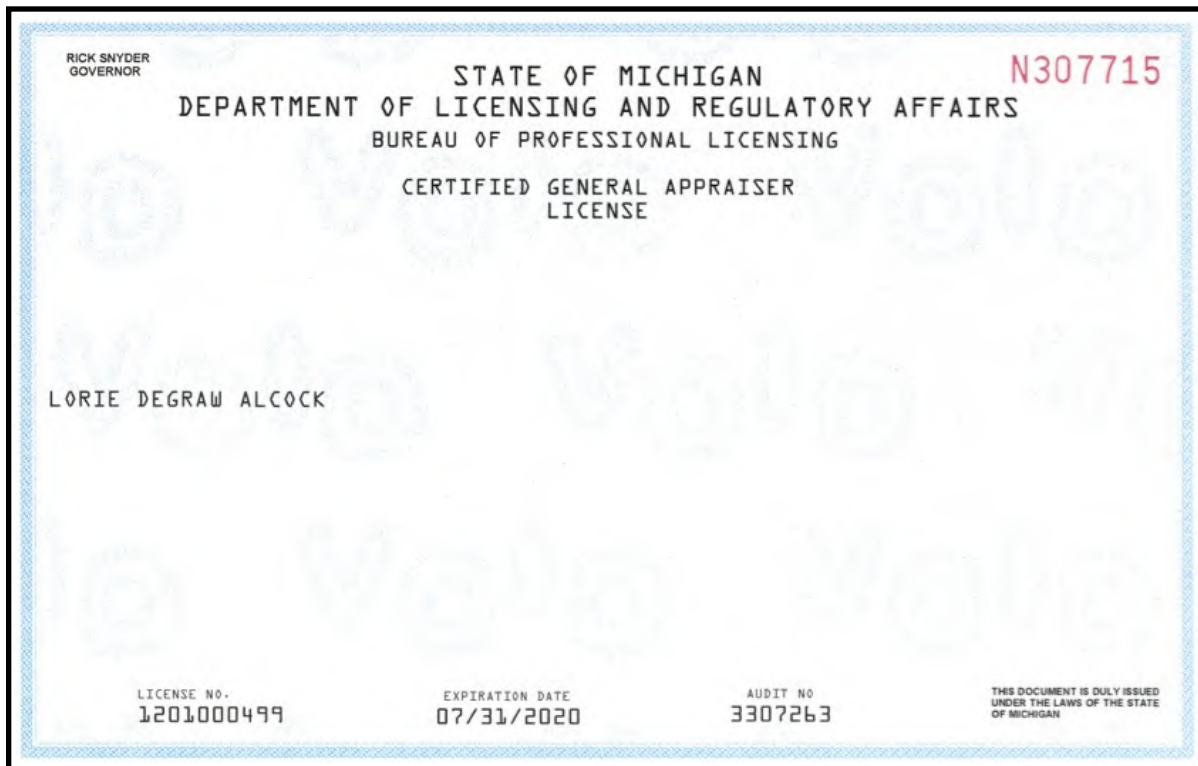 RICK SNYDER
GOVERNOR
N307715
STATE OF MICHIGAN
DEPARTMENT OF LICENSING AND REGULATORY AFFAIRS
BUREAU OF PROFESSIONAL LICENSING
CERTIFIED GENERAL APPRAISER
LICENSE
LORIE DEGRAW ALCOCK
LICENSE NO.
1201000499
EXPIRATION DATE
07/31/2020
AUDIT NO
3307263
THIS DOCUMENT IS DULY ISSUED
UNDER THE LAWS OF THE STATE
OF MICHIGAN